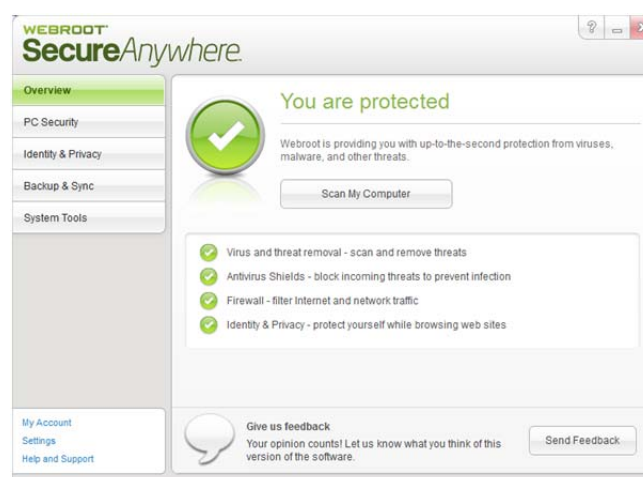 WEBROOT
SecureAnywhere.
?
Overview
PC Security
Identity & Privacy
Backup & Sync
System Tools
You are protected
Webroot is providing you with up-to-the-second protection from viruses,
malware, and other threats.
Scan My Computer
Virus and threat removal - scan and remove threats
Antivirus Shields - block incoming threats to prevent infection
Firewall - filter Internet and network traffic
Identity & Privacy - protect yourself while browsing web sites
My Account
Settings
Help and Support
Give us feedback
Your opinion counts! Let us know what you think of this
version of the software.
Send Feedback